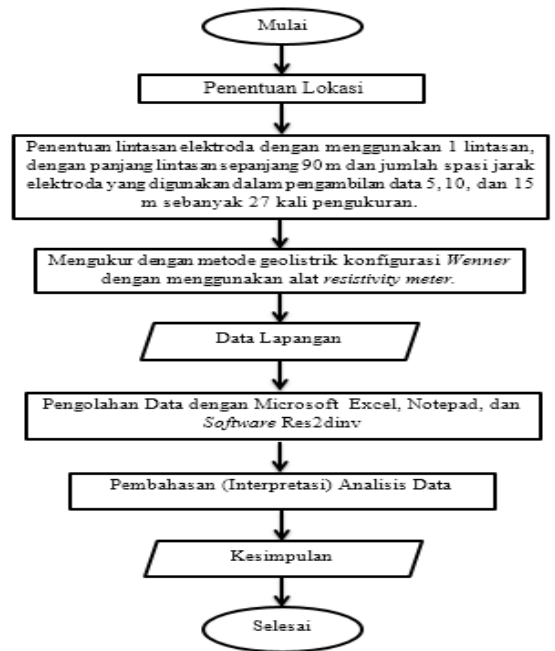 Mulai
Penentuan Lokasi
Penentuan lintasan elektroda dengan menggunakan 1 lintasan,
dengan panjang lintasan sepanjang 90 m dan jumlah spasi jarak
elektroda yang digunakan dalam pengambilan data 5, 10, dan 15
m sebanyak 27 kali pengukuran.
Mengukur dengan metode geolistrik konfigurasi Wenner
dengan menggunakan alat resistivity meter.
Data Lapangan
Pengolahan Data dengan Microsoft Excel, Notepad, dan
Software Res2dinv
Pembahasan (Interpretasi) Analisis Data
Kesimpulan
Selesai